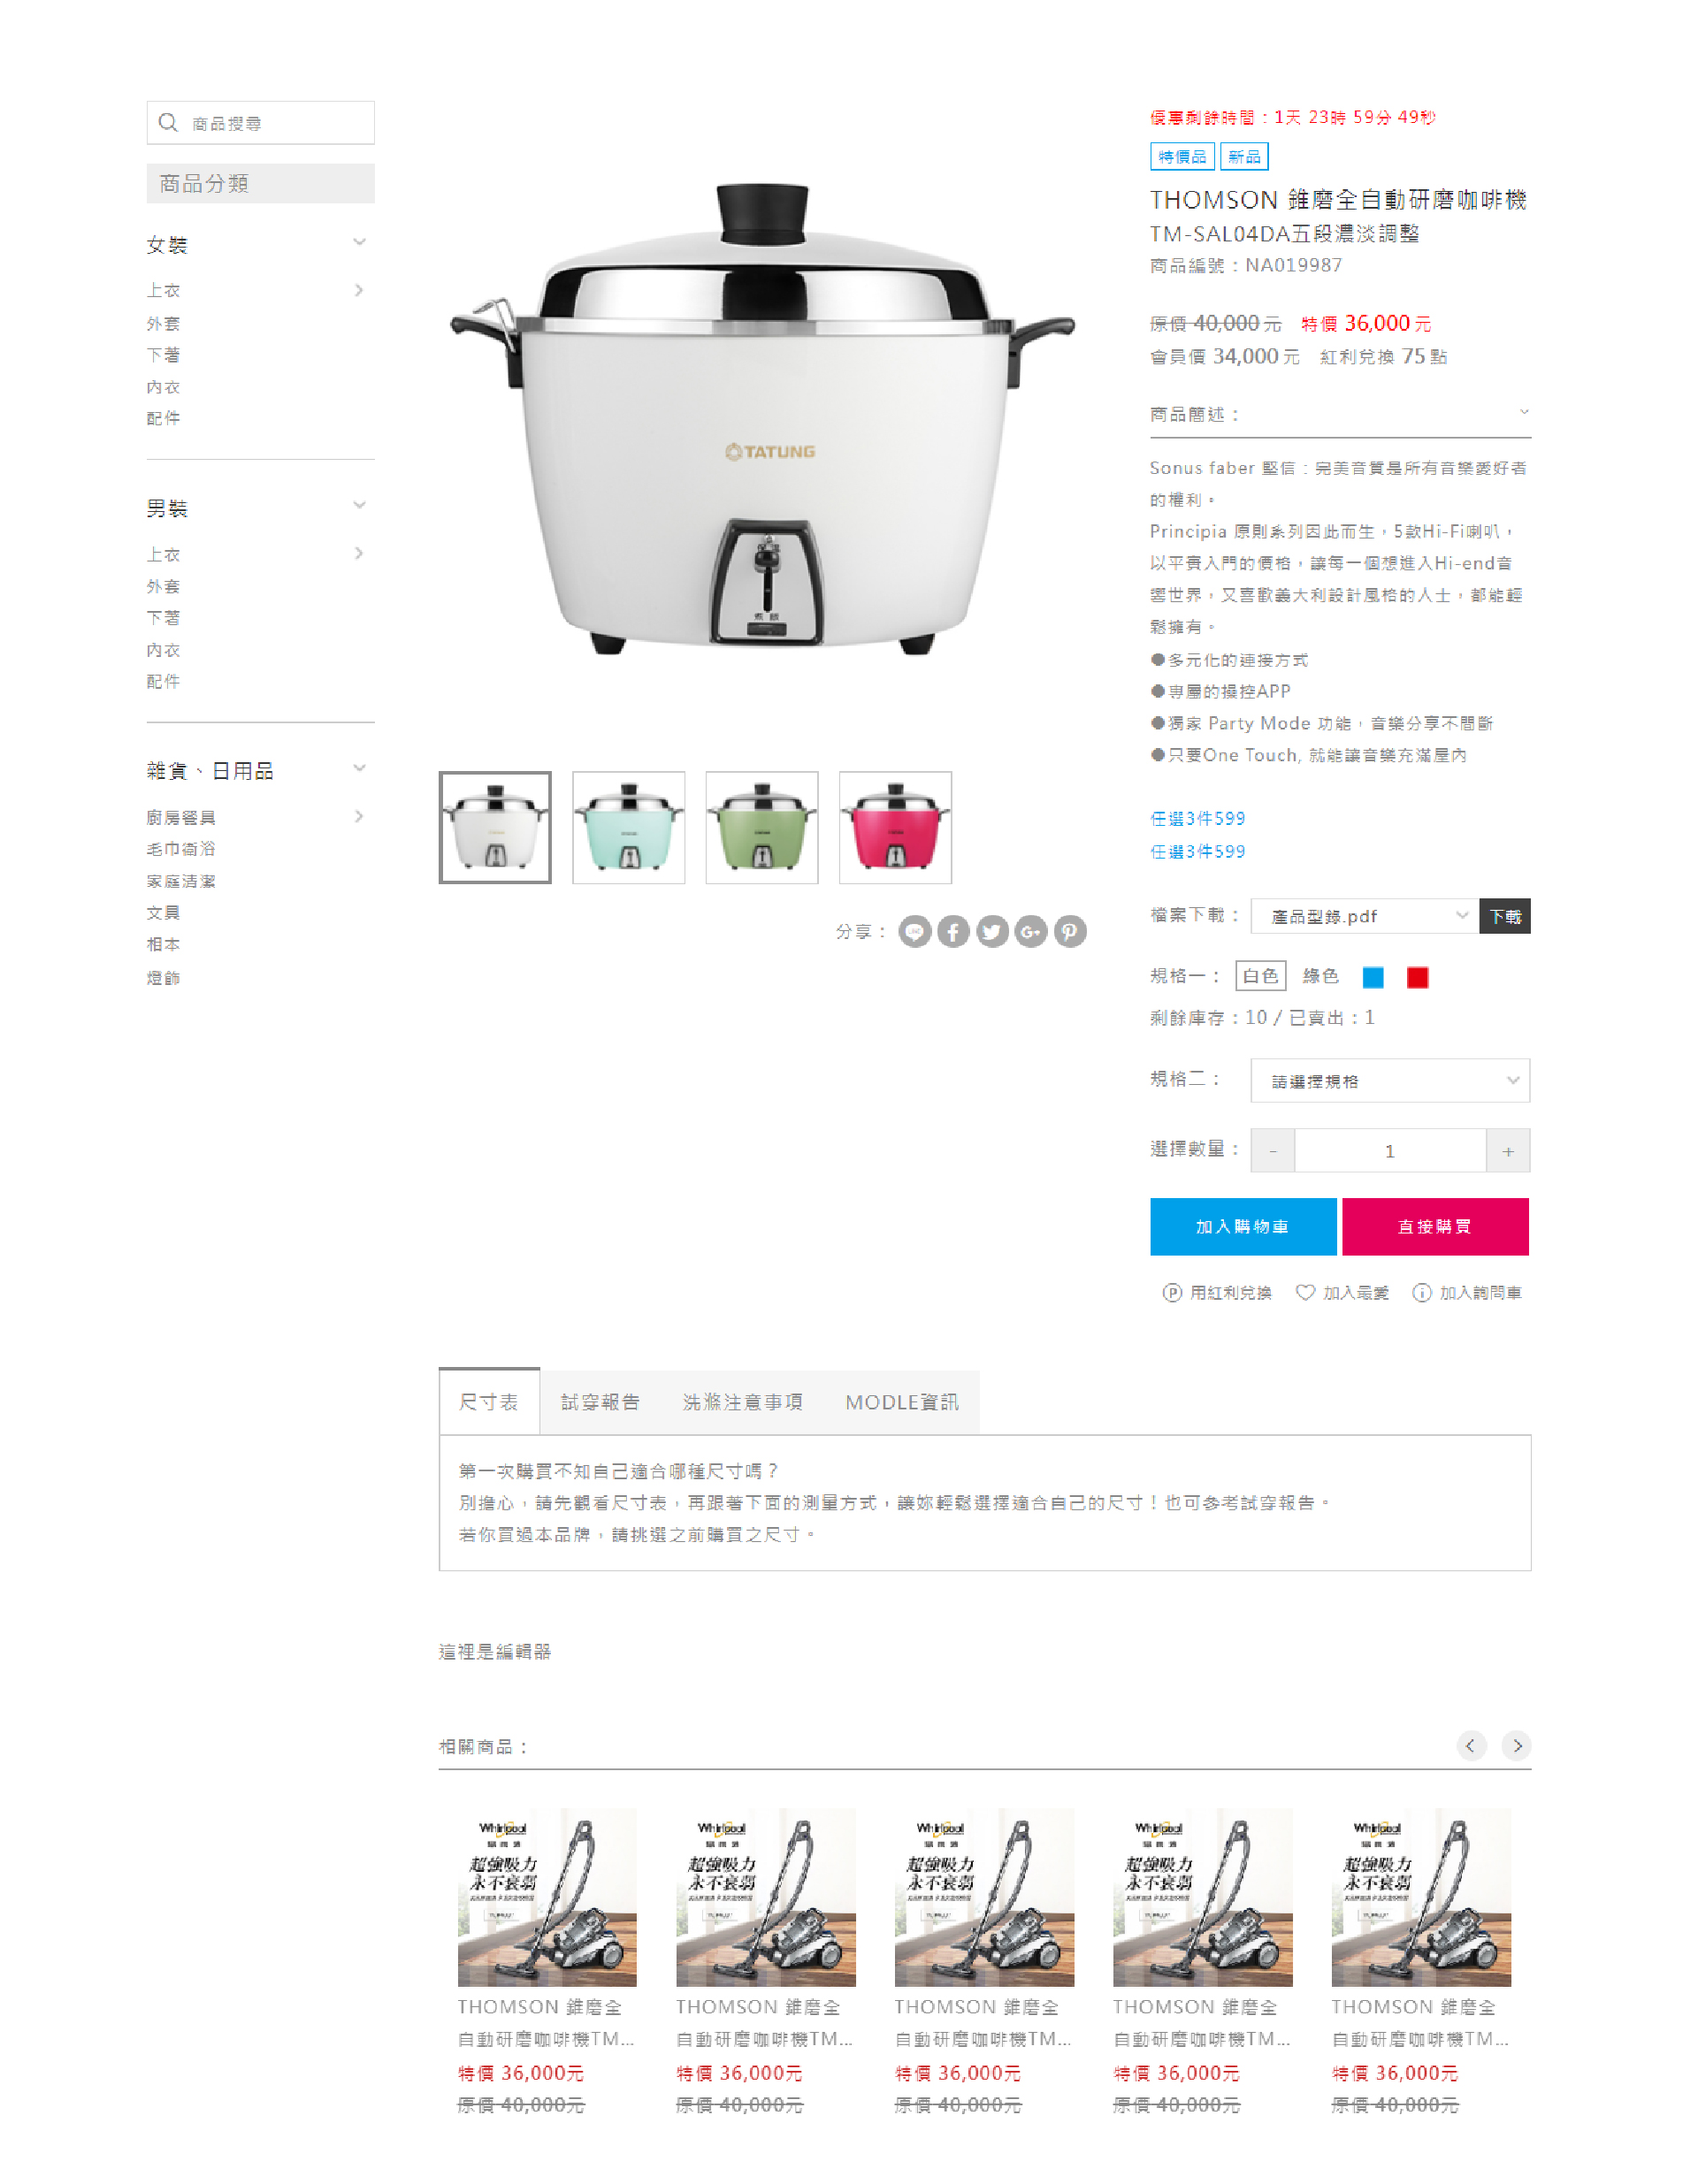 商品搜尋
商品分類
女裝
上衣
外套
下著
內衣
配件
男裝
上衣
外套
下著
內衣
配件
雜貨、日用品
廚房餐具
毛巾衛浴
家庭清潔
文具
相本
燈飾
TATUNG
保溫
煮飯
分享：
優惠剩餘時間：1天 23時 59分 49秒
特價品 新品
THOMSON 錐磨全自動研磨咖啡機
TM-SAL04DA五段濃淡調整
商品編號：NA019987
原價 40,000 元 特價 36,000 元
會員價 34,000 元 紅利兌換 75 點
商品簡述：
Sonus faber 堅信：完美音質是所有音樂愛好者
的權利。
Principia 原則系列因此而生，5款Hi-Fi喇叭，
以平實入門的價格，讓每一個想進入Hi-end音
響世界，又喜歡義大利設計風格的人士，都能輕
鬆擁有。
●多元化的連接方式
●專屬的操控APP
●獨家 Party Mode 功能，音樂分享不間斷
●只要One Touch, 就能讓音樂充滿屋內
任選3件599
任選3件599
檔案下載： 產品型錄.pdf 下載
規格一： 白色 綠色
剩餘庫存：10 / 已賣出：1
規格二： 請選擇規格
選擇數量： - 1 +
加入購物車 直接購買
用紅利兌換 加入最愛 加入詢問車
尺寸表 試穿報告 洗滌注意事項 MODLE資訊
第一次購買不知自己適合哪種尺寸嗎？
別擔心，請先觀看尺寸表，再跟著下面的測量方式，讓妳輕鬆選擇適合自己的尺寸！也可參考試穿報告。
若你買過本品牌，請挑選之前購買之尺寸。
這裡是編輯器
相關商品：
Whirlpool Whirlpool Whirlpool Whirlpool Whirlpool
超強吸力 超強吸力 超強吸力 超強吸力 超強吸力
永不衰弱 永不衰弱 永不衰弱 永不衰弱 永不衰弱
THOMSON 錐磨全 THOMSON 錐磨全 THOMSON 錐磨全 THOMSON 錐磨全 THOMSON 錐磨全
自動研磨咖啡機TM... 自動研磨咖啡機TM... 自動研磨咖啡機TM... 自動研磨咖啡機TM... 自動研磨咖啡機TM...
特價 36,000元 特價 36,000元 特價 36,000元 特價 36,000元 特價 36,000元
原價 40,000元 原價 40,000元 原價 40,000元 原價 40,000元 原價 40,000元